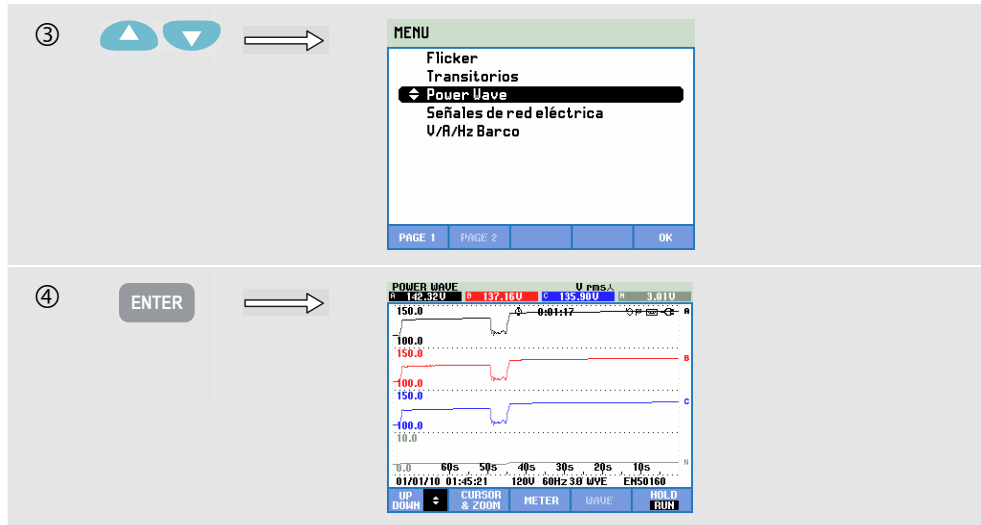 ③
MENU
Flicker
Transitorios
Power Wave
Señales de red eléctrica
V/A/Hz Barco
PAGE 1 PAGE 2 OK
④
ENTER
POWER WAVE V rms
A 142.32V B 137.16V C 135.90V N 3.01V
150.0 0:01:17 A
100.0
150.0 B
100.0
150.0 C
100.0
10.0
0.0 60s 50s 40s 30s 20s 10s N
01/01/10 01:45:21 120V 60Hz 3Ø WYE EN50160
UP DOWN CURSOR & ZOOM METER WAVE HOLD RUN